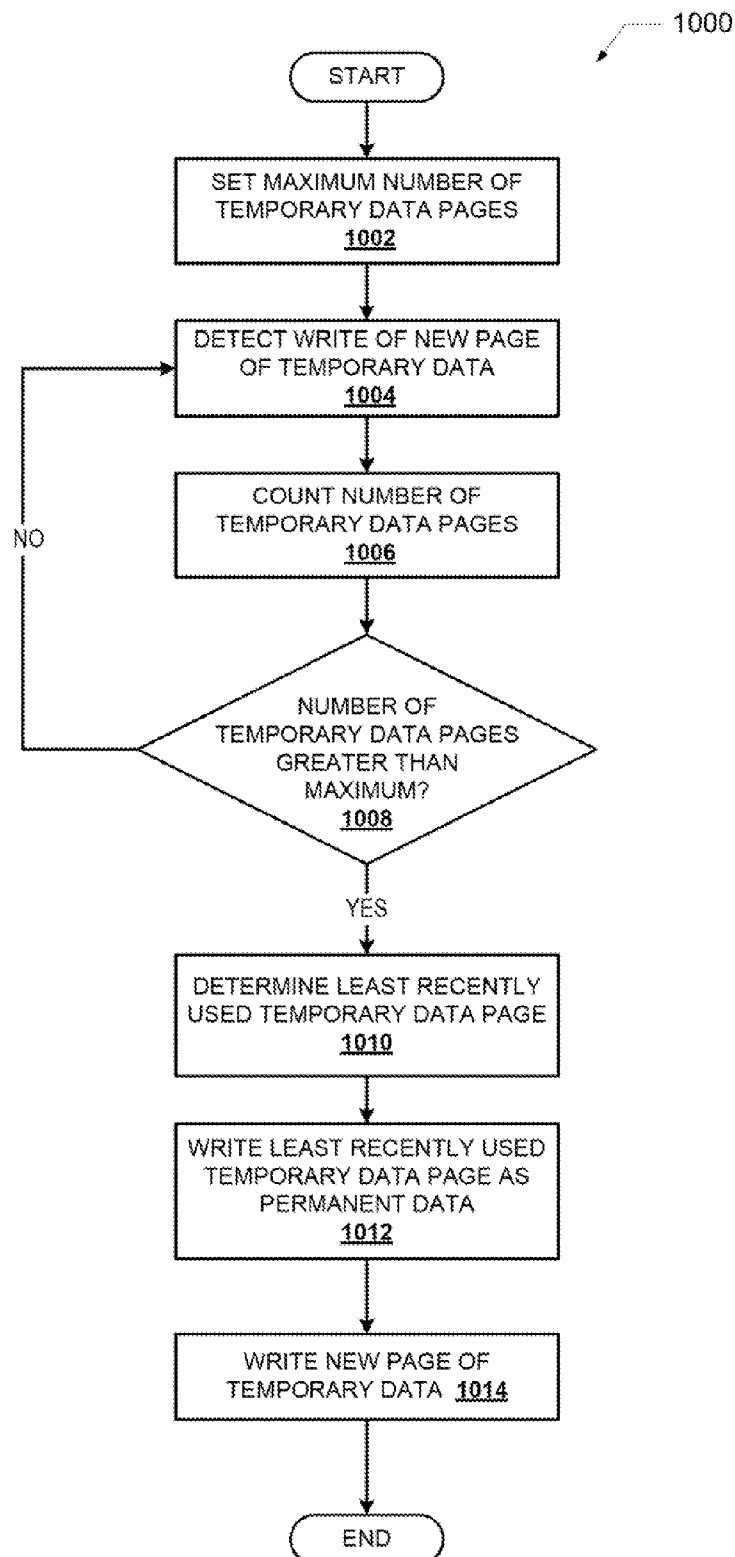 1000
START
SET MAXIMUM NUMBER OF
TEMPORARY DATA PAGES
1002
DETECT WRITE OF NEW PAGE
OF TEMPORARY DATA
1004
COUNT NUMBER OF
TEMPORARY DATA PAGES
1006
NO
NUMBER OF
TEMPORARY DATA PAGES
GREATER THAN
MAXIMUM?
1008
YES
DETERMINE LEAST RECENTLY
USED TEMPORARY DATA PAGE
1010
WRITE LEAST RECENTLY USED
TEMPORARY DATA PAGE AS
PERMANENT DATA
1012
WRITE NEW PAGE OF
TEMPORARY DATA 1014
END